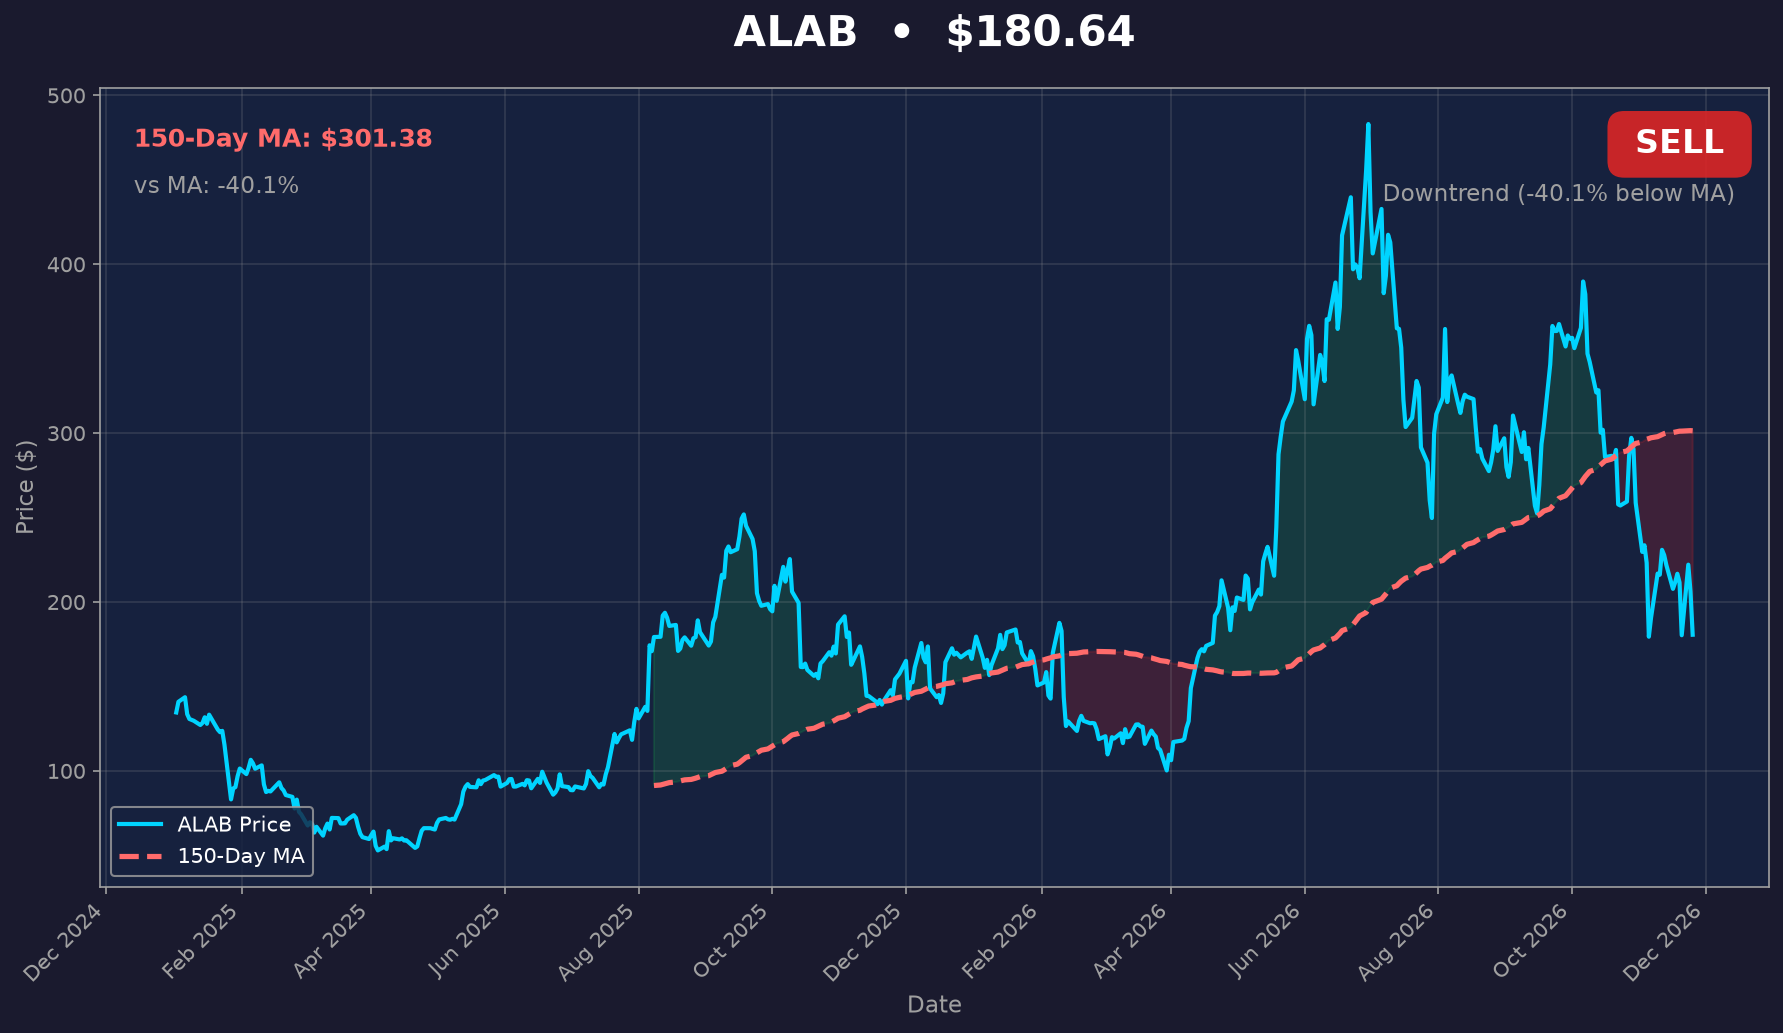 ALAB • $180.64
150-Day MA: $301.38
vs MA: -40.1%
SELL
Downtrend (-40.1% below MA)
Price ($)
500
400
300
200
100
ALAB Price
150-Day MA
Dec 2024
Feb 2025
Apr 2025
Jun 2025
Aug 2025
Oct 2025
Dec 2025
Feb 2026
Apr 2026
Jun 2026
Aug 2026
Oct 2026
Dec 2026
Date